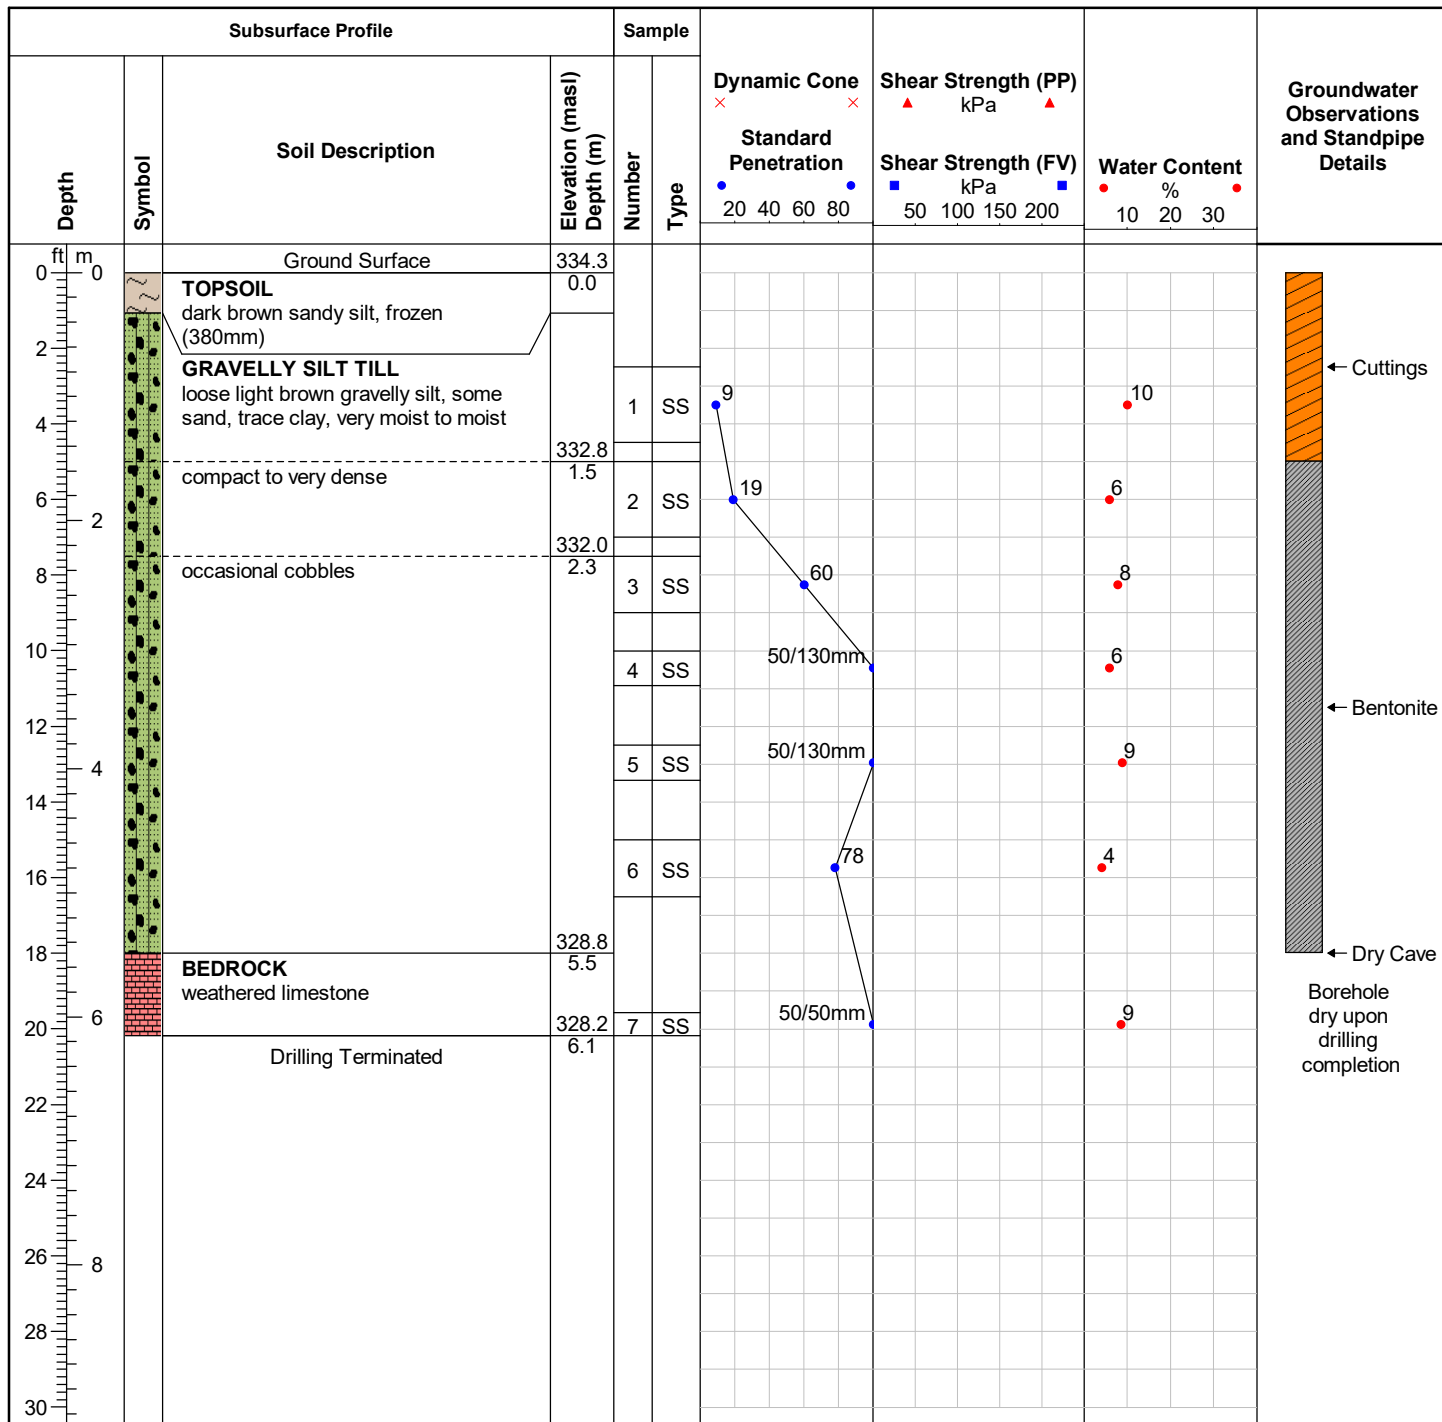 Subsurface Profile
Sample
Depth
Symbol
Soil Description
Elevation (masl)
Depth (m)
Number
Type
Dynamic Cone
Standard
Penetration
20 40 60 80
Shear Strength (PP)
kPa
Shear Strength (FV)
kPa
50 100 150 200
Water Content
%
10 20 30
Groundwater
Observations
and Standpipe
Details
ft m
Ground Surface
334.3
0 0
0.0
TOPSOIL
dark brown sandy silt, frozen
(380mm)
2
GRAVELLY SILT TILL
loose light brown gravelly silt, some
sand, trace clay, very moist to moist
1 SS
9
10
Cuttings
4
332.8
1.5
compact to very dense
6
2
2 SS
19
6
332.0
2.3
occasional cobbles
8
3 SS
60
8
10
4 SS
50/130mm
6
Bentonite
12
4
5 SS
50/130mm
9
14
16
6 SS
78
4
328.8
18
5.5
BEDROCK
weathered limestone
Dry Cave
Borehole
dry upon
drilling
completion
6
20
328.2
7 SS
50/50mm
9
6.1
Drilling Terminated
22
24
26
8
28
30